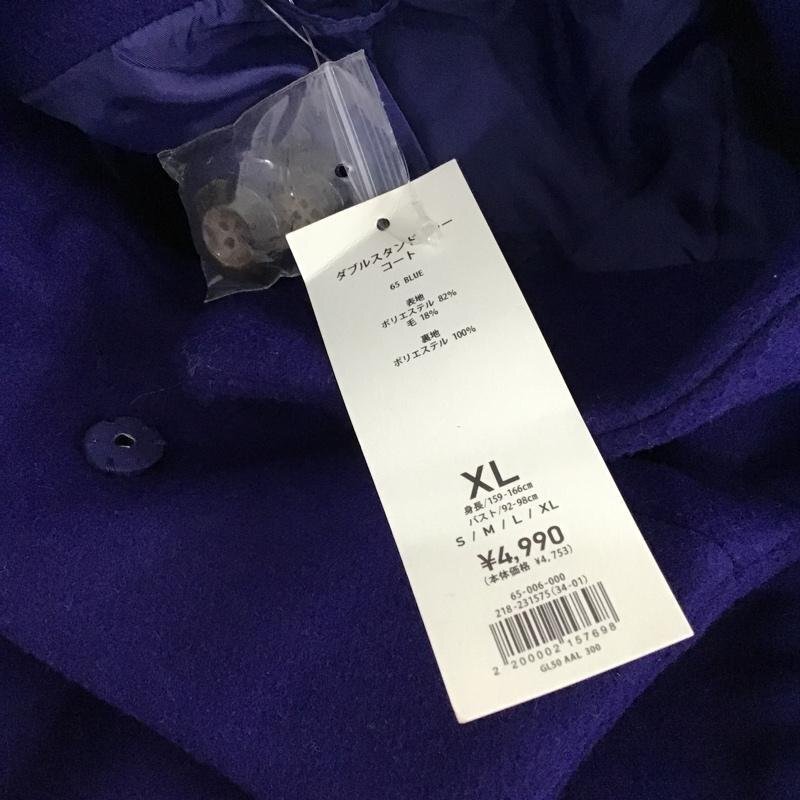 ダブルスタンド
コート
65 BLUE
表地
ポリエステル 82%
毛 18%
裏地
ポリエステル 100%
XL
身長/159-166cm
バスト/92-98cm
S / M / L / XL
¥4,990
(本体価格 ¥4,753)
65-006-000
218-231575(34-01)
2 200002 157698
GL50 AAL 300